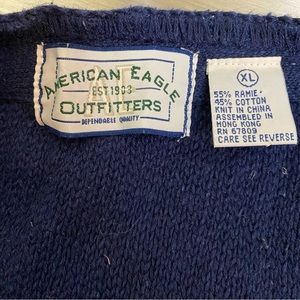 AMERICAN EAGLE
AE
EST 1983
OUTFITTERS
DEPENDABLE QUALITY
XL
55% RAMIE
45% COTTON
KNIT IN CHINA
ASSEMBLED IN
HONG KONG
RN 67809
CARE SEE REVERSE